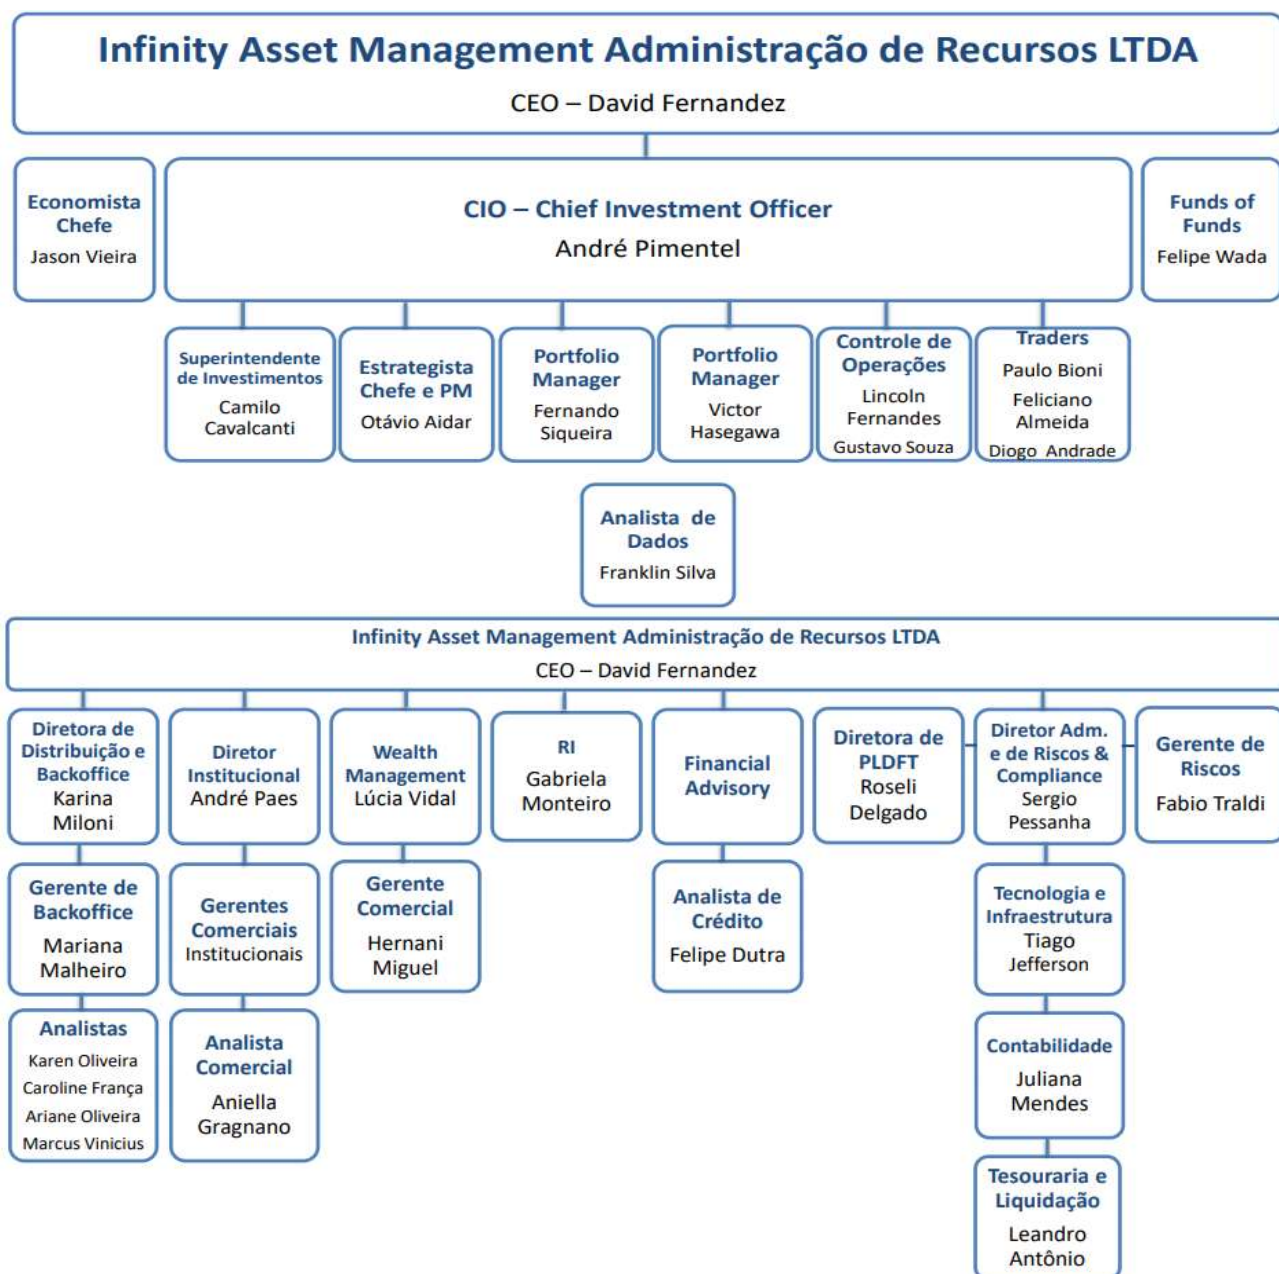 Infinity Asset Management Administração de Recursos LTDA
CEO – David Fernandez
Economista
Chefe
Jason Vieira
CIO – Chief Investment Officer
André Pimentel
Funds of
Funds
Felipe Wada
Superintendente
de Investimentos
Camilo
Cavalcanti
Estrategista
Chefe e PM
Otávio Aidar
Portfolio
Manager
Fernando
Siqueira
Portfolio
Manager
Victor
Hasegawa
Controle de
Operações
Lincoln
Fernandes
Gustavo Souza
Traders
Paulo Bioni
Feliciano
Almeida
Diogo Andrade
Analista de
Dados
Franklin Silva
Infinity Asset Management Administração de Recursos LTDA
CEO – David Fernandez
Diretora de
Distribuição e
Backoffice
Karina
Miloni
Diretor
Institucional
André Paes
Wealth
Management
Lúcia Vidal
RI
Gabriela
Monteiro
Financial
Advisory
Diretora de
PLDFT
Roseli
Delgado
Diretor Adm.
e de Riscos &
Compliance
Sergio
Pessanha
Gerente de
Riscos
Fabio Traldi
Gerente de
Backoffice
Mariana
Malheiro
Gerentes
Comerciais
Institucionais
Gerente
Comercial
Hernani
Miguel
Analista de
Crédito
Felipe Dutra
Tecnologia e
Infraestrutura
Tiago
Jefferson
Analistas
Karen Oliveira
Caroline França
Ariane Oliveira
Marcus Vinicius
Analista
Comercial
Aniella
Gragnano
Contabilidade
Juliana
Mendes
Tesouraria e
Liquidação
Leandro
Antônio